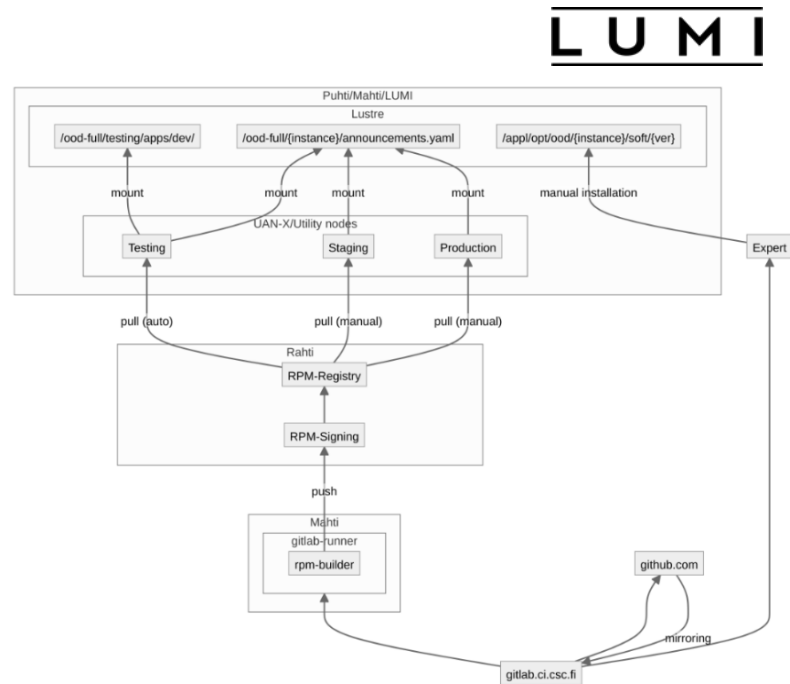 LUMI
Puhti/Mahti/LUMI
Lustre
/ood-full/testing/apps/dev/
/ood-full/{instance}/announcements.yaml
/appl/opt/ood/{instance}/soft/{ver}
mount
mount
mount
mount
manual installation
UAN-X/Utility nodes
Testing
Staging
Production
Expert
pull (auto)
pull (manual)
pull (manual)
Rahti
RPM-Registry
RPM-Signing
push
Mahti
gitlab-runner
rpm-builder
github.com
mirroring
gitlab.ci.csc.fi